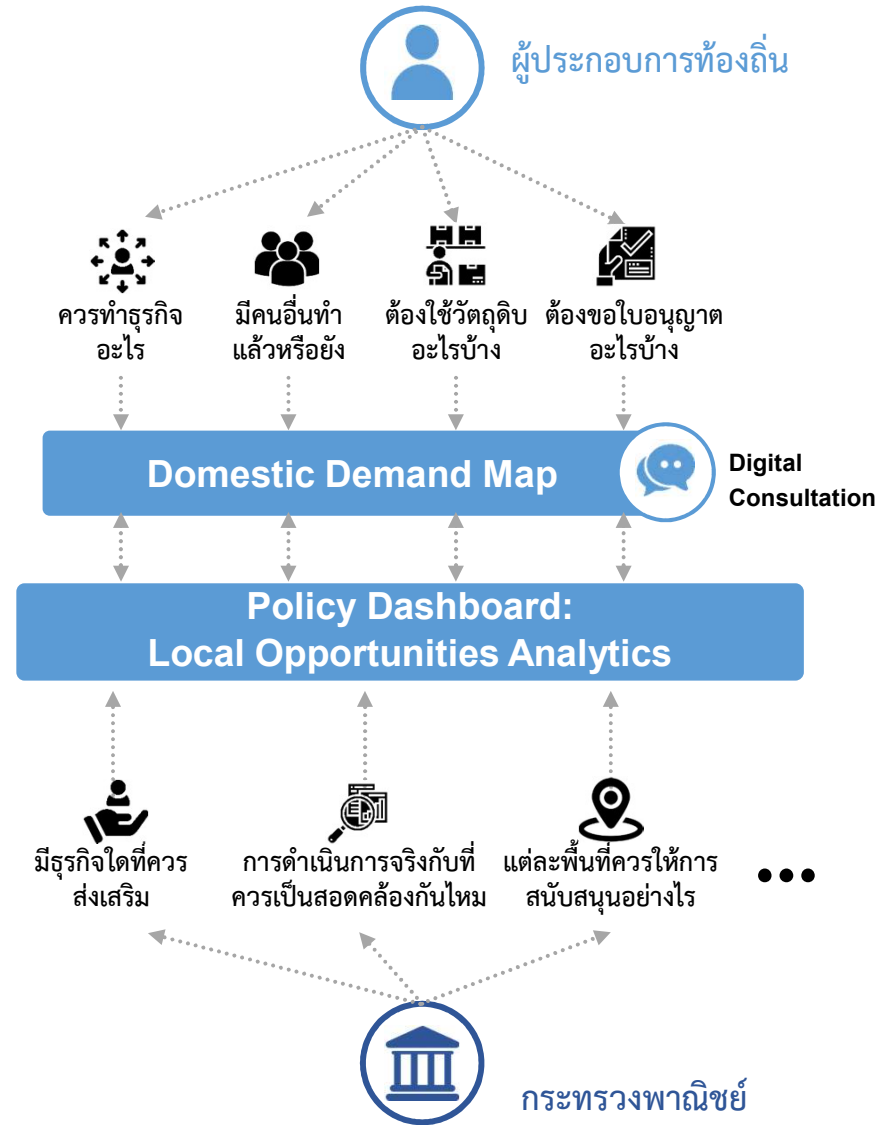 ผู้ประกอบการท้องถิ่น
ควรทำธุรกิจ
อะไร
มีคนอื่นทำ
แล้วหรือยัง
ต้องใช้วัตถุดิบ
อะไรบ้าง
ต้องขอใบอนุญาต
อะไรบ้าง
Domestic Demand Map
Digital
Consultation
Policy Dashboard:
Local Opportunities Analytics
มีธุรกิจใดที่ควร
ส่งเสริม
การดำเนินการจริงกับที่
ควรเป็นสอดคล้องกันไหม
แต่ละพื้นที่ควรให้การ
สนับสนุนอย่างไร
กระทรวงพาณิชย์